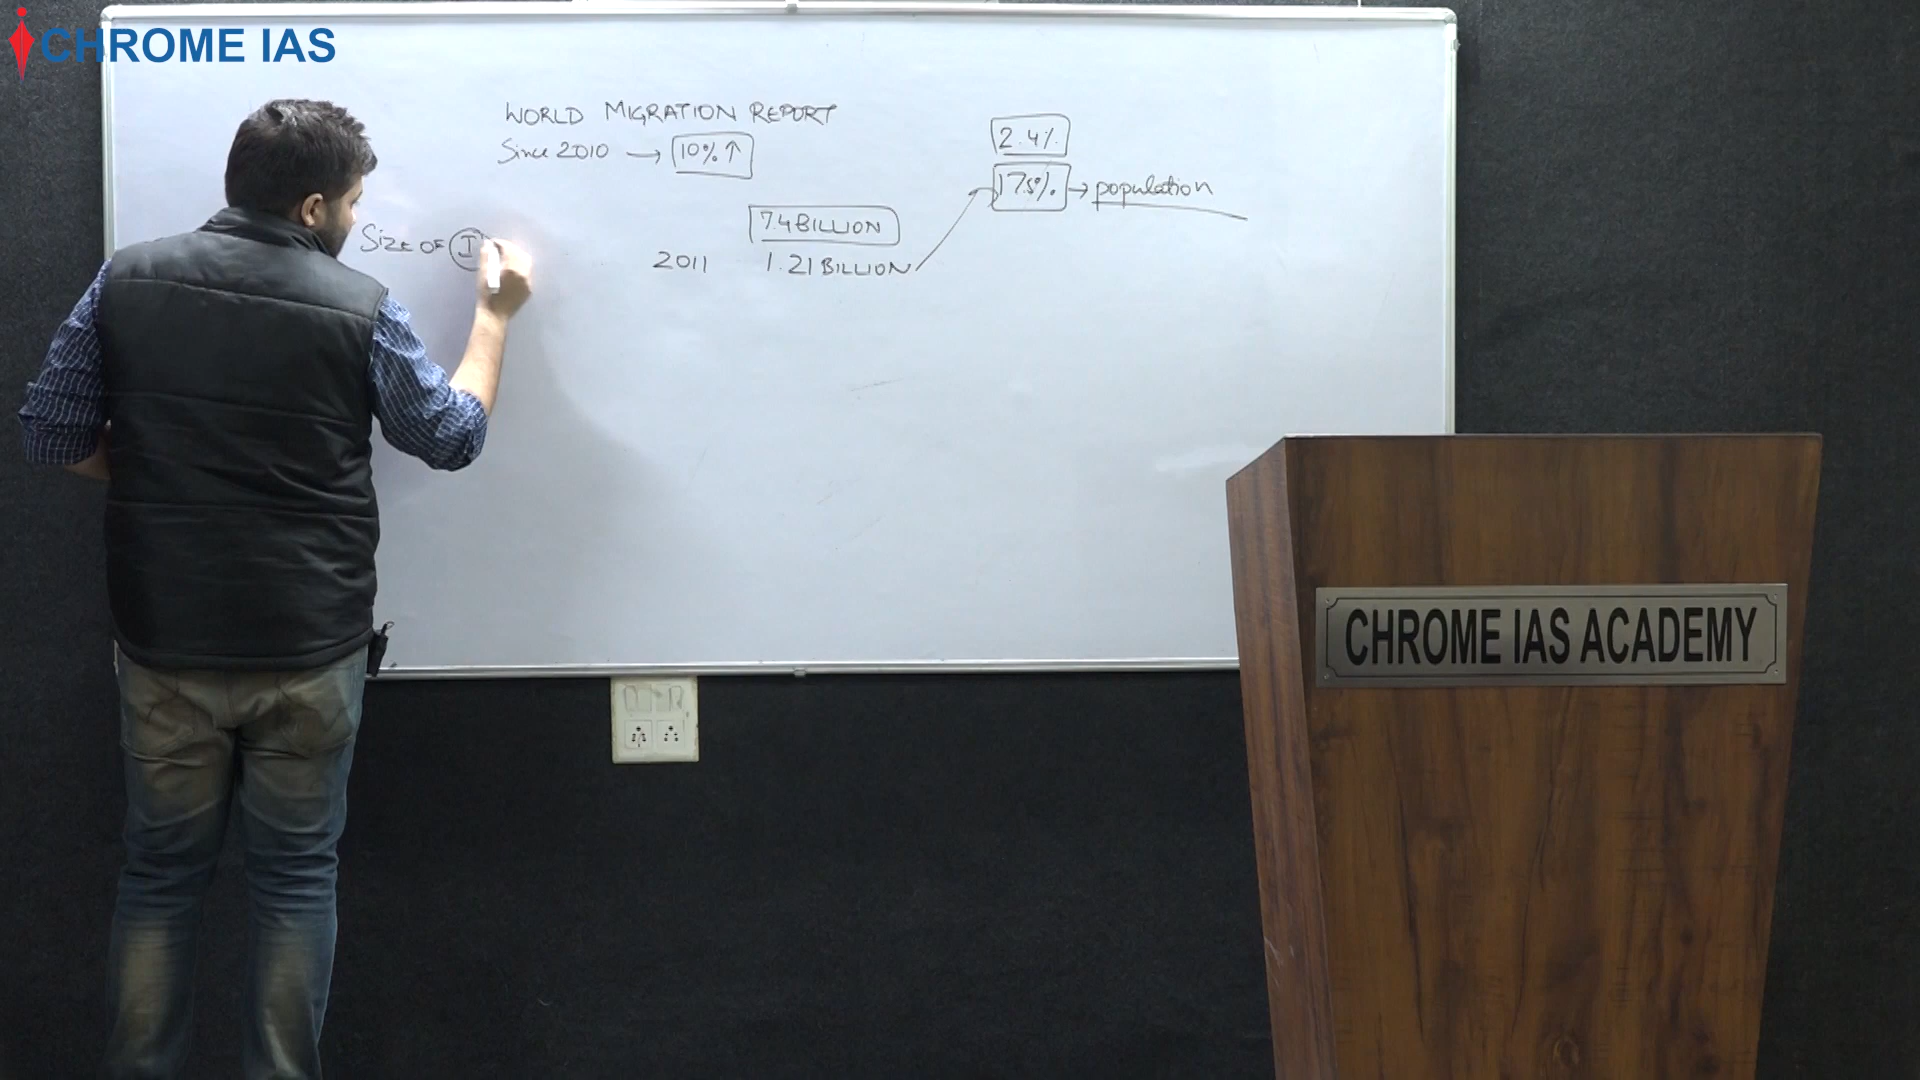 CHROME IAS
WORLD MIGRATION REPORT
Since 2010 → 10% ↑
2.4%
17.5% → population
7.4 BILLION
Size OF I
2011 1.21 BILLION
CHROME IAS ACADEMY